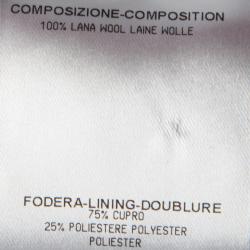 COMPOSIZIONE-COMPOSITION
100% LANA WOOL LAINE WOLLE
FODERA-LINING-DOUBLURE
75% CUPRO
25% POLIESTERE POLYESTER
POLIESTER